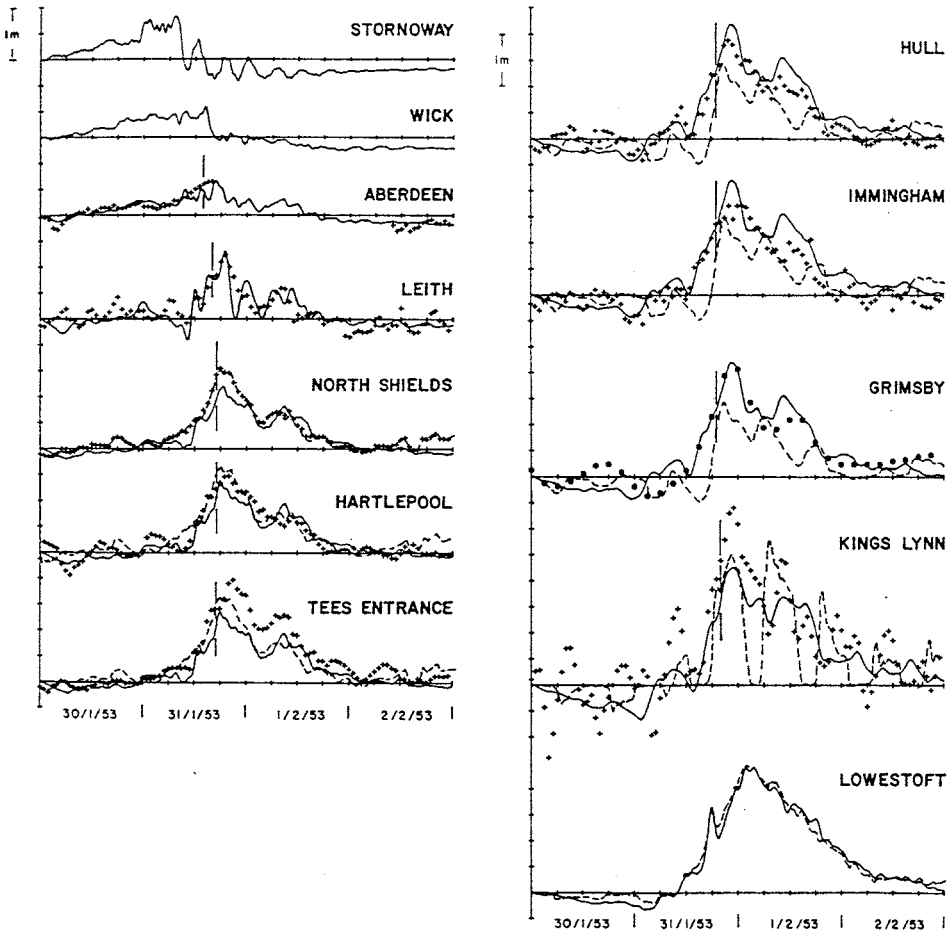 1m
STORNOWAY
WICK
ABERDEEN
LEITH
NORTH SHIELDS
HARTLEPOOL
TEES ENTRANCE
30/1/53 | 31/1/53 | 1/2/53 | 2/2/53 |
1m
HULL
IMMINGHAM
GRIMSBY
KINGS LYNN
LOWESTOFT
30/1/53 | 31/1/53 | 1/2/53 | 2/2/53 |